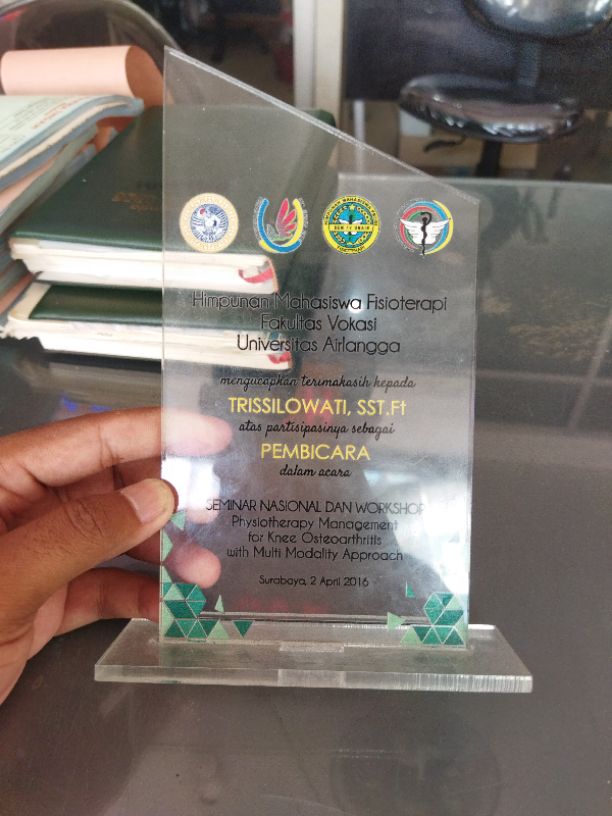 Himpunan Mahasiswa Fisioterapi
Fakultas Vokasi
Universitas Airlangga
mengucapkan terimakasih kepada
TRISSILOWATI, SST.Ft
atas partisipasinya sebagai
PEMBICARA
dalam acara
SEMINAR NASIONAL DAN WORKSHOP
Physiotherapy Management
for Knee Osteoarthritis
with Multi Modality Approach
Surabaya, 2 April 2016